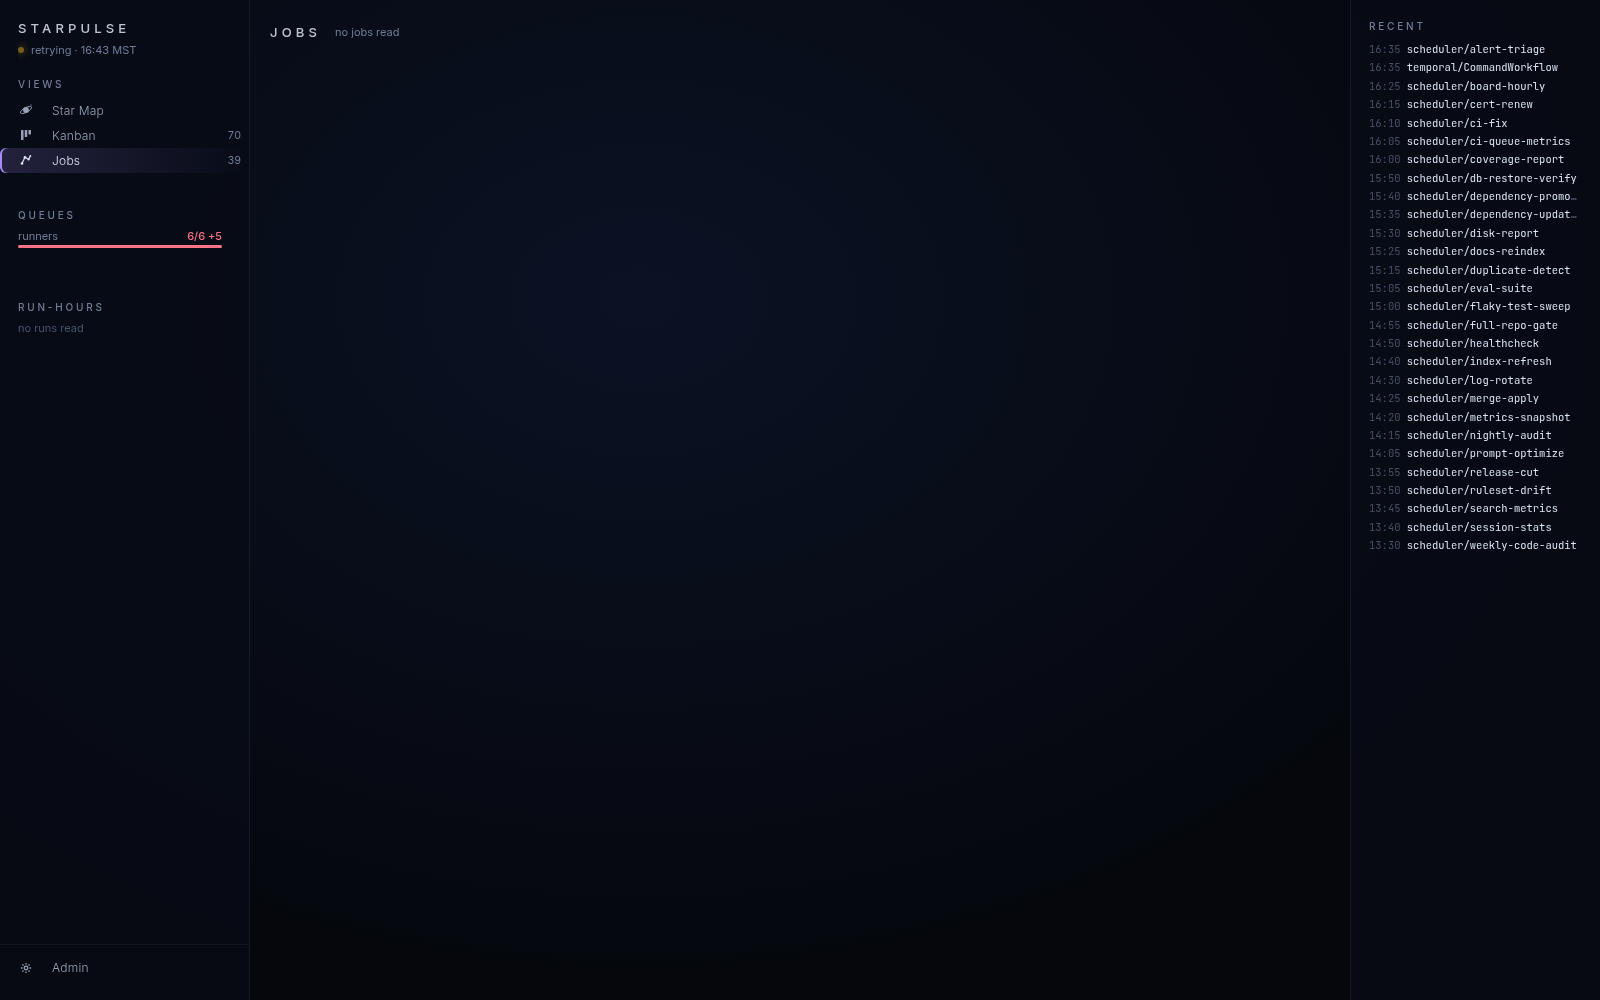 STARPULSE
retrying · 16:43 MST
VIEWS
Star Map
Kanban 70
Jobs 39
QUEUES
runners 6/6 +5
RUN-HOURS
no runs read
Admin
JOBS no jobs read
RECENT
16:35 scheduler/alert-triage
16:35 temporal/CommandWorkflow
16:25 scheduler/board-hourly
16:15 scheduler/cert-renew
16:10 scheduler/ci-fix
16:05 scheduler/ci-queue-metrics
16:00 scheduler/coverage-report
15:50 scheduler/db-restore-verify
15:40 scheduler/dependency-promo…
15:35 scheduler/dependency-updat…
15:30 scheduler/disk-report
15:25 scheduler/docs-reindex
15:15 scheduler/duplicate-detect
15:05 scheduler/eval-suite
15:00 scheduler/flaky-test-sweep
14:55 scheduler/full-repo-gate
14:50 scheduler/healthcheck
14:40 scheduler/index-refresh
14:30 scheduler/log-rotate
14:25 scheduler/merge-apply
14:20 scheduler/metrics-snapshot
14:15 scheduler/nightly-audit
14:05 scheduler/prompt-optimize
13:55 scheduler/release-cut
13:50 scheduler/ruleset-drift
13:45 scheduler/search-metrics
13:40 scheduler/session-stats
13:30 scheduler/weekly-code-audit